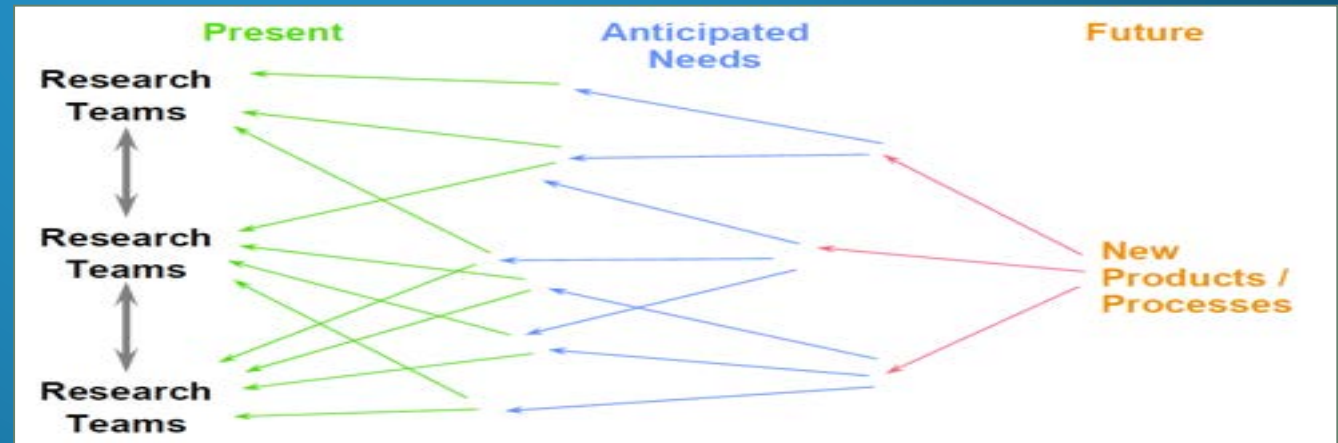 Present
Anticipated
Needs
Future
Research
Teams
Research
Teams
New
Products /
Processes
Research
Teams